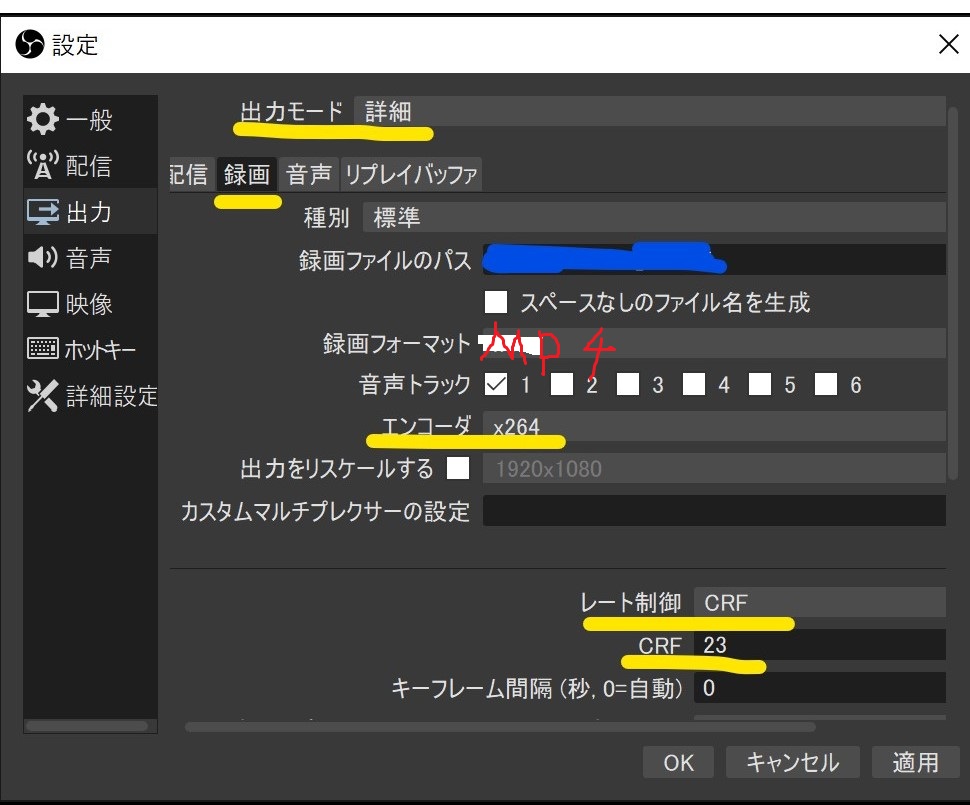 設定
一般
配信
出力
音声
映像
ホットキー
詳細設定
出力モード 詳細
配信 録画 音声 リプレイバッファ
種別 標準
録画ファイルのパス
スペースなしのファイル名を生成
録画フォーマット MP4
音声トラック 1 2 3 4 5 6
エンコーダ x264
出力をリスケールする 1920x1080
カスタムマルチプレクサーの設定
レート制御 CRF
CRF 23
キーフレーム間隔 (秒, 0=自動) 0
OK キャンセル 適用